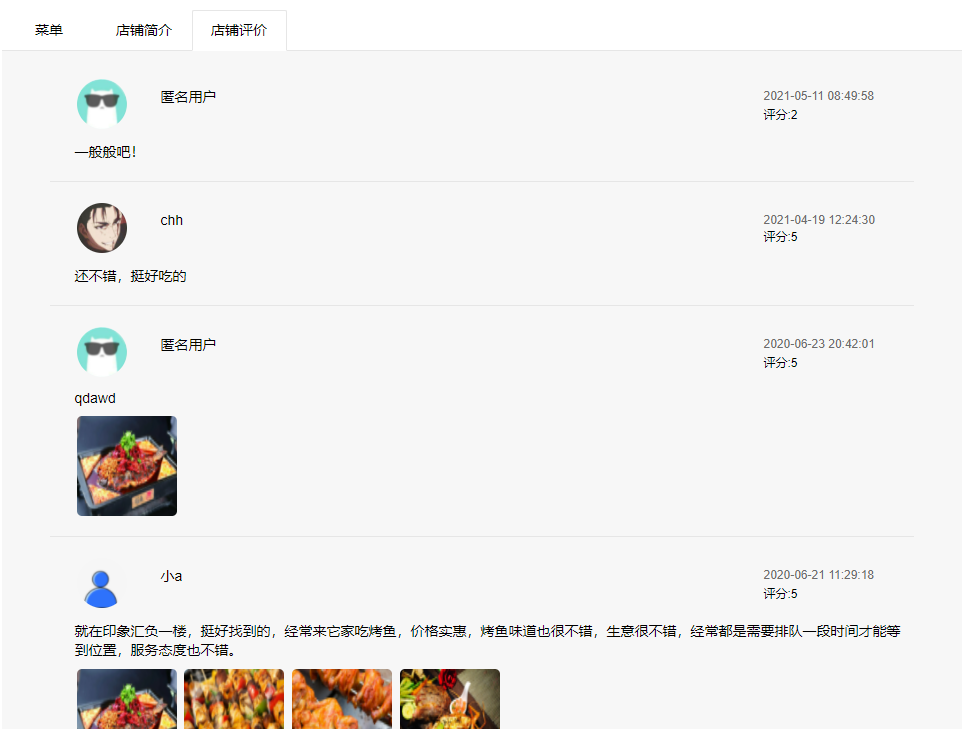 菜单 店铺简介 店铺评价
匿名用户 2021-05-11 08:49:58
评分:2
一般般吧!
chh 2021-04-19 12:24:30
评分:5
还不错，挺好吃的
匿名用户 2020-06-23 20:42:01
评分:5
qdawd
小a 2020-06-21 11:29:18
评分:5
就在印象汇负一楼，挺好找到的，经常来它家吃烤鱼，价格实惠，烤鱼味道也很不错，生意很不错，经常都是需要排队一段时间才能等
到位置，服务态度也不错。